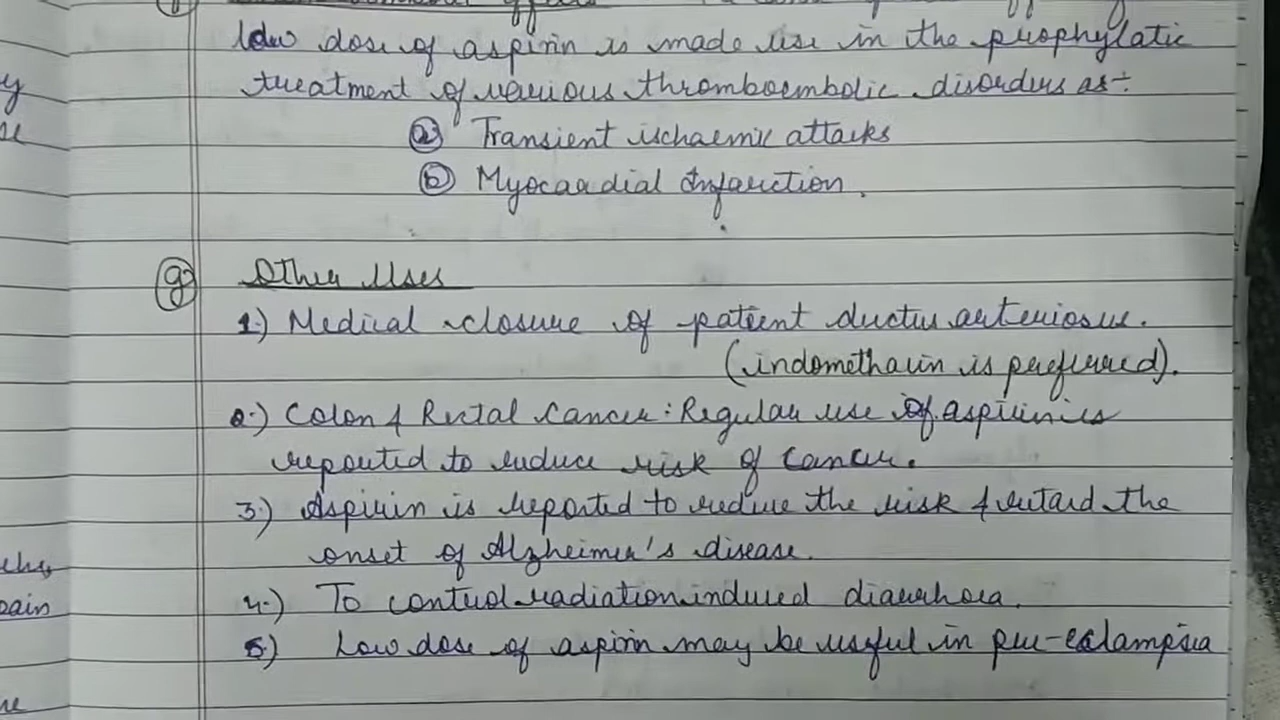 low dose of aspirin is made use in the prophylatic
treatment of various thromboembolic disorders as:-
(a) Transient ischaemic attacks
(b) Myocardial Infarction.
(g) Other Uses
1.) Medical closure of patient ductus arteriosus.
(indomethacin is preferred).
2.) Colon & Rectal Cancer: Regular use of aspirin is
reported to reduce risk of cancer.
3.) Aspirin is reported to reduce the risk & retard the
onset of Alzheimer's disease.
4.) To control radiation induced diarrhoea.
5.) Low dose of aspirin may be useful in pre-eclampsia
pain